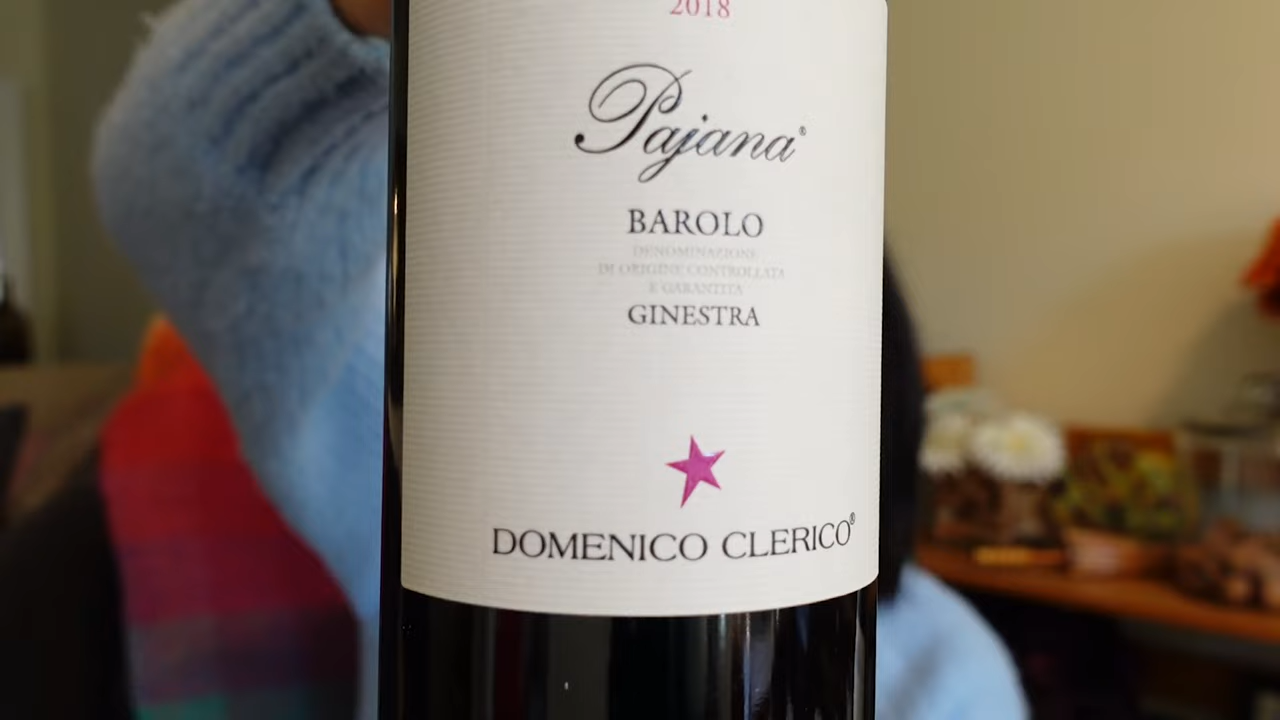 2018
Pajana®
BAROLO
DENOMINAZIONE
DI ORIGINE CONTROLLATA
E GARANTITA
GINESTRA
DOMENICO CLERICO®